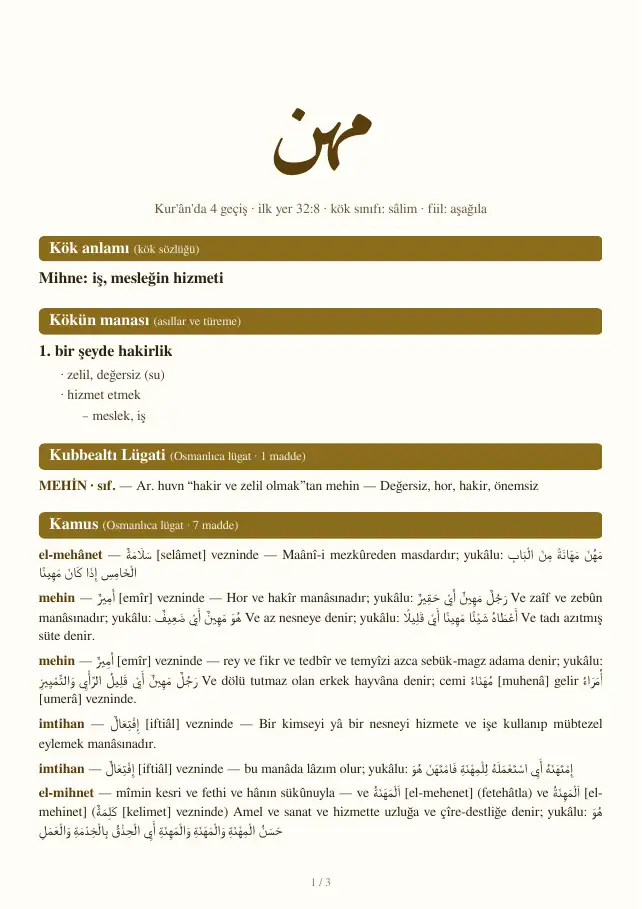 مهن
Kur'ân'da 4 geçiş · ilk yer 32:8 · kök sınıfı: sâlim · fiil: aşağıla
Kök anlamı (kök sözlüğü)
Mihne: iş, mesleğin hizmeti
Kökün manası (asıllar ve türeme)
1. bir şeyde hakirlik
· zelil, değersiz (su)
· hizmet etmek
– meslek, iş
Kubbealtı Lügati (Osmanlıca lügat · 1 madde)
MEHİN · sıf. — Ar. huvn “hakir ve zelil olmak”tan mehin — Değersiz, hor, hakir, önemsiz
Kamus (Osmanlıca lügat · 7 madde)
el-mehânet — سَلَامَةٌ [selâmet] vezninde — Maânî-i mezkûreden masdardır; yukâlu: مَهُنَ مَهَانَةً مِنَ الْبَابِ
الْخَامِسِ إِذَا كَانَ مَهِينًا
mehin — أَمِيرٌ [emîr] vezninde — Hor ve hakîr manâsınadır; yukâlu: رَجُلٌ مَهِينٌ أَيْ حَقِيرٌ Ve zaîf ve zebûn
manâsınadır; yukâlu: هُوَ مَهِينٌ أَيْ ضَعِيفٌ Ve az nesneye denir; yukâlu: أَعْطَاهُ شَيْئًا مَهِينًا أَيْ قَلِيلًا Ve tadı azıtmış
süte denir.
mehin — أَمِيرٌ [emîr] vezninde — rey ve fikr ve tedbîr ve temyîzi azca sebük-magz adama denir; yukâlu:
رَجُلٌ مَهِينٌ أَيْ قَلِيلُ الرَّأْيِ وَالتَّمْيِيزِ Ve dölü tutmaz olan erkek hayvâna denir; cemi مُهَنَاءُ [muhenâ] gelir أُمَرَاءُ
[umerâ] vezninde.
imtihan — إِفْتِعَالٌ [iftiâl] vezninde — Bir kimseyi yâ bir nesneyi hizmete ve işe kullanıp mübtezel
eylemek manâsınadır.
imtihan — إِفْتِعَالٌ [iftiâl] vezninde — bu manâda lâzım olur; yukâlu: إِمْتَهَنَهُ أَيِ اسْتَعْمَلَهُ لِلْمِهْنَةِ فَامْتَهَنَ هُوَ
el-mihnet — mîmin kesri ve fethi ve hânın sükûnuyla — ve اَلْمَهَنَةُ [el-mehenet] (fetehâtla) ve اَلْمَهِنَةُ [el-
mehinet] (كَلِمَةٌ [kelimet] vezninde) Amel ve sanat ve hizmette uzluğa ve çîre-destliğe denir; yukâlu: هُوَ
حَسَنُ الْمِهْنَةِ وَالْمَهَنَةِ وَالْمَهِنَةِ أَيِ الْحِذْقُ بِالْخِدْمَةِ وَالْعَمَلِ
1 / 3